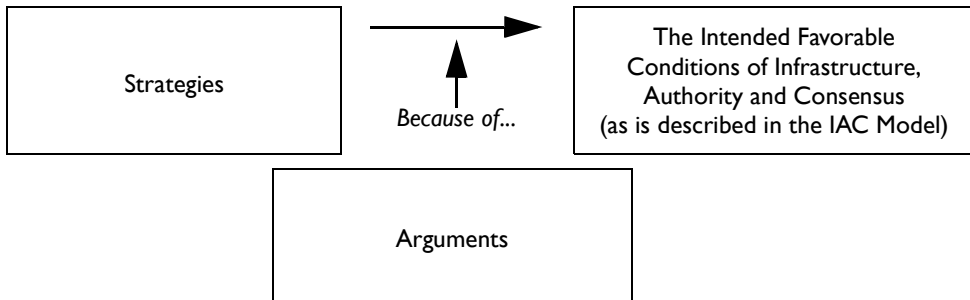 Strategies
Because of...
The Intended Favorable
Conditions of Infrastructure,
Authority and Consensus
(as is described in the IAC Model)
Arguments